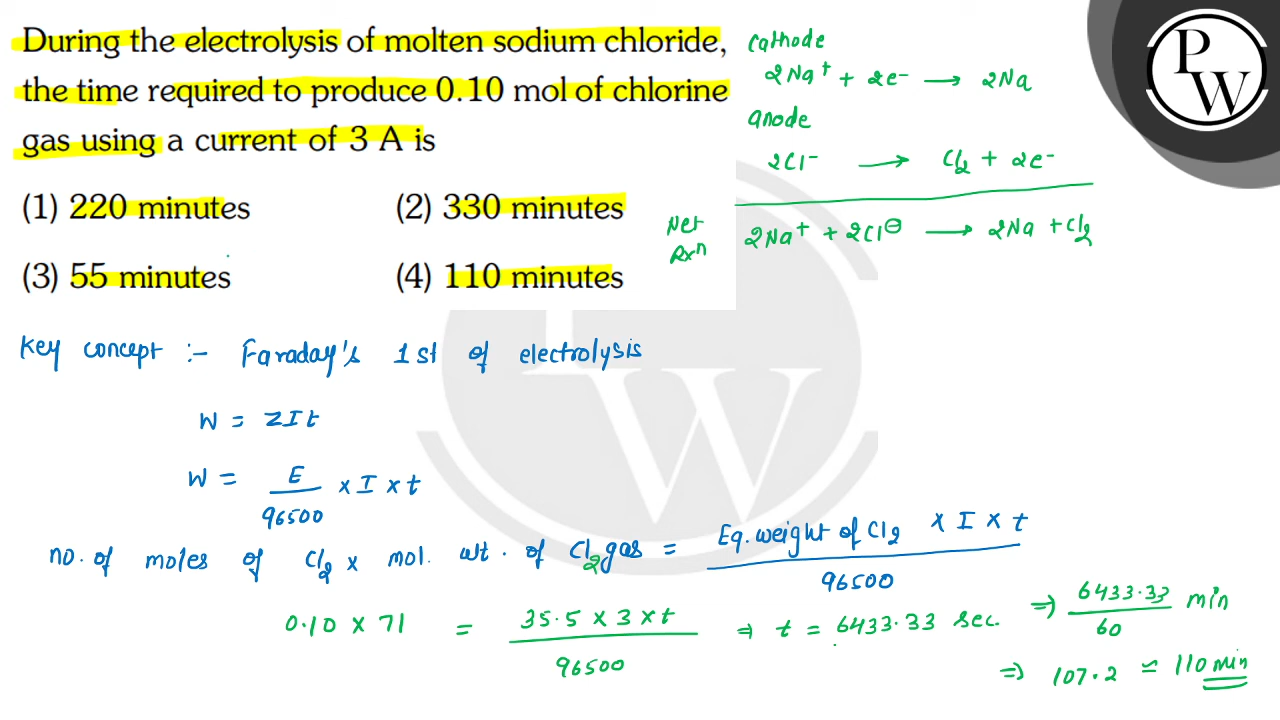 During the electrolysis of molten sodium chloride,
the time required to produce 0.10 mol of chlorine
gas using a current of 3 A is
(1) 220 minutes (2) 330 minutes
(3) 55 minutes (4) 110 minutes
cathode
2Na⁺ + 2e⁻ → 2Na
anode
2Cl⁻ → Cl₂ + 2e⁻
Net Rxⁿ 2Na⁺ + 2Cl⊖ → 2Na + Cl₂
PW
Key concept :- Faraday's 1st of electrolysis
W = ZIt
W = E/96500 × I × t
no. of moles of Cl₂ × mol. wt. of Cl₂ gas = Eq. weight of Cl₂ × I × t / 96500
0.10 × 71 = 35.5 × 3 × t / 96500 ⇒ t = 6433.33 sec. ⇒ 6433.33/60 min
⇒ 107.2 ≃ 110 min